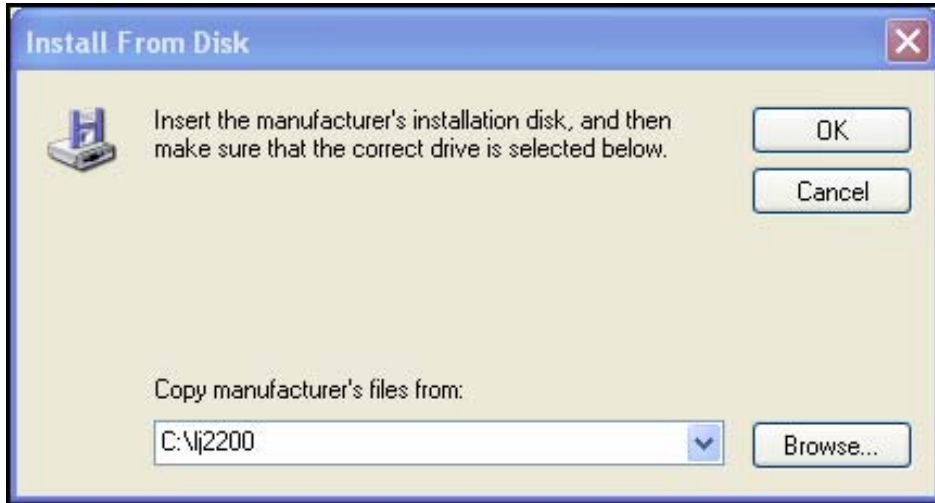 Install From Disk
Insert the manufacturer's installation disk, and then
make sure that the correct drive is selected below.
OK
Cancel
Copy manufacturer's files from:
C:\lj2200
Browse...